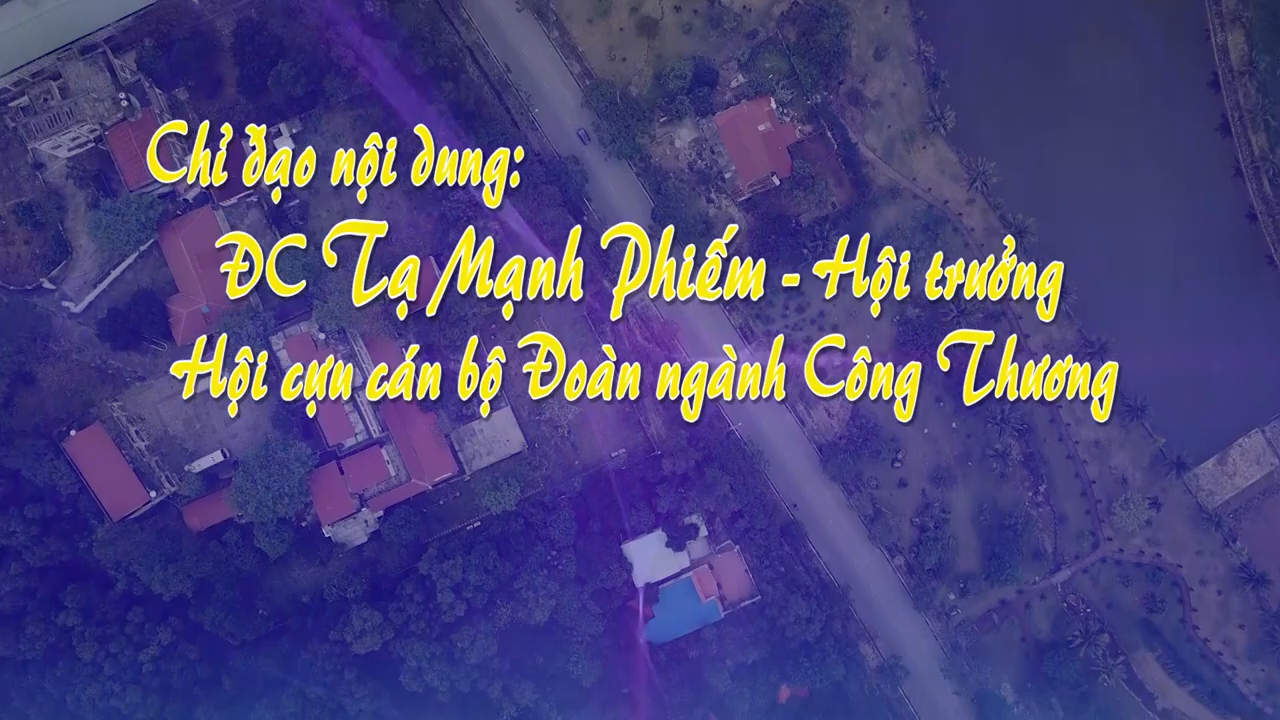 Chỉ đạo nội dung:
ĐC Tạ Mạnh Phiếm - Hội trưởng
Hội cựu cán bộ Đoàn ngành Công Thương